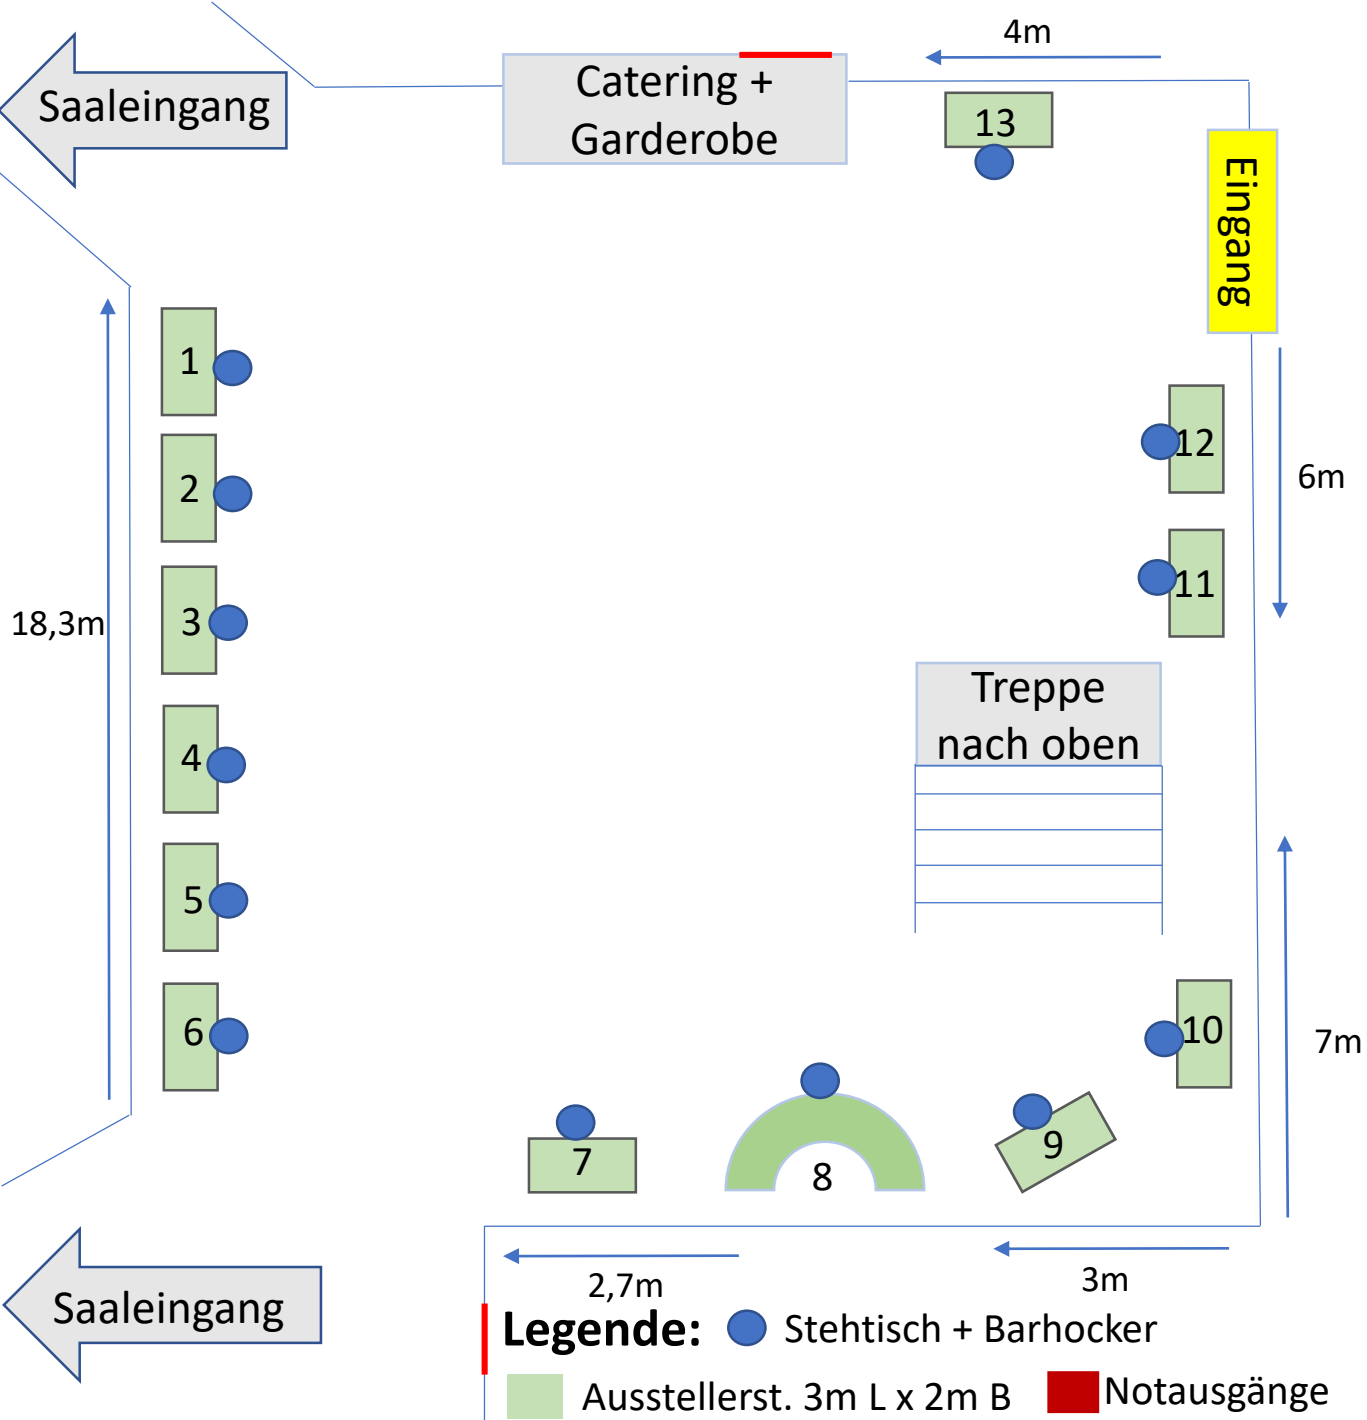 4m
Saaleingang
Catering +
Garderobe
13
Eingang
1
12
2
6m
11
3
18,3m
Treppe
nach oben
4
5
6
10
7m
9
7
8
2,7m
3m
Saaleingang
Legende: Stehtisch + Barhocker
Ausstellerst. 3m L x 2m B Notausgänge